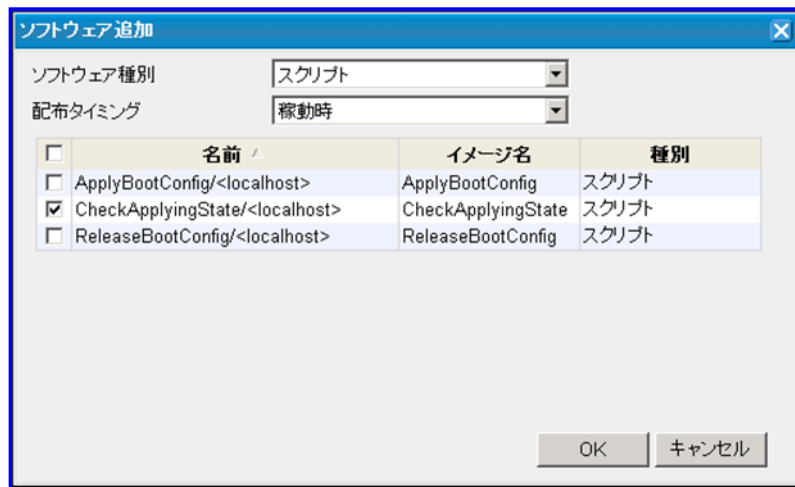 ソフトウェア追加
ソフトウェア種別 スクリプト
配布タイミング 稼動時
名前 イメージ名 種別
ApplyBootConfig/<localhost> ApplyBootConfig スクリプト
CheckApplyingState/<localhost> CheckApplyingState スクリプト
ReleaseBootConfig/<localhost> ReleaseBootConfig スクリプト
OK キャンセル